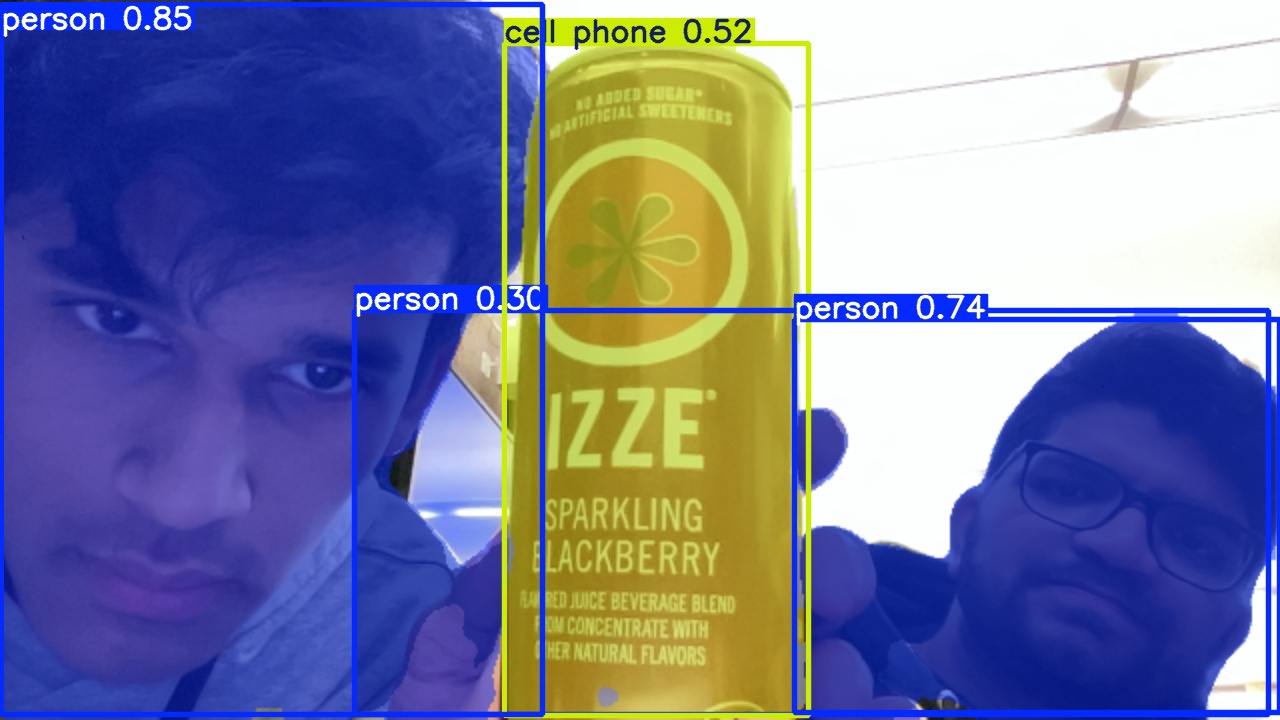 person 0.85
cell phone 0.52
NO ADDED SUGAR*
NO ARTIFICIAL SWEETENERS
person 0.30
person 0.74
IZZE®
SPARKLING
BLACKBERRY
FLAVORED JUICE BEVERAGE BLEND
FROM CONCENTRATE WITH
OTHER NATURAL FLAVORS